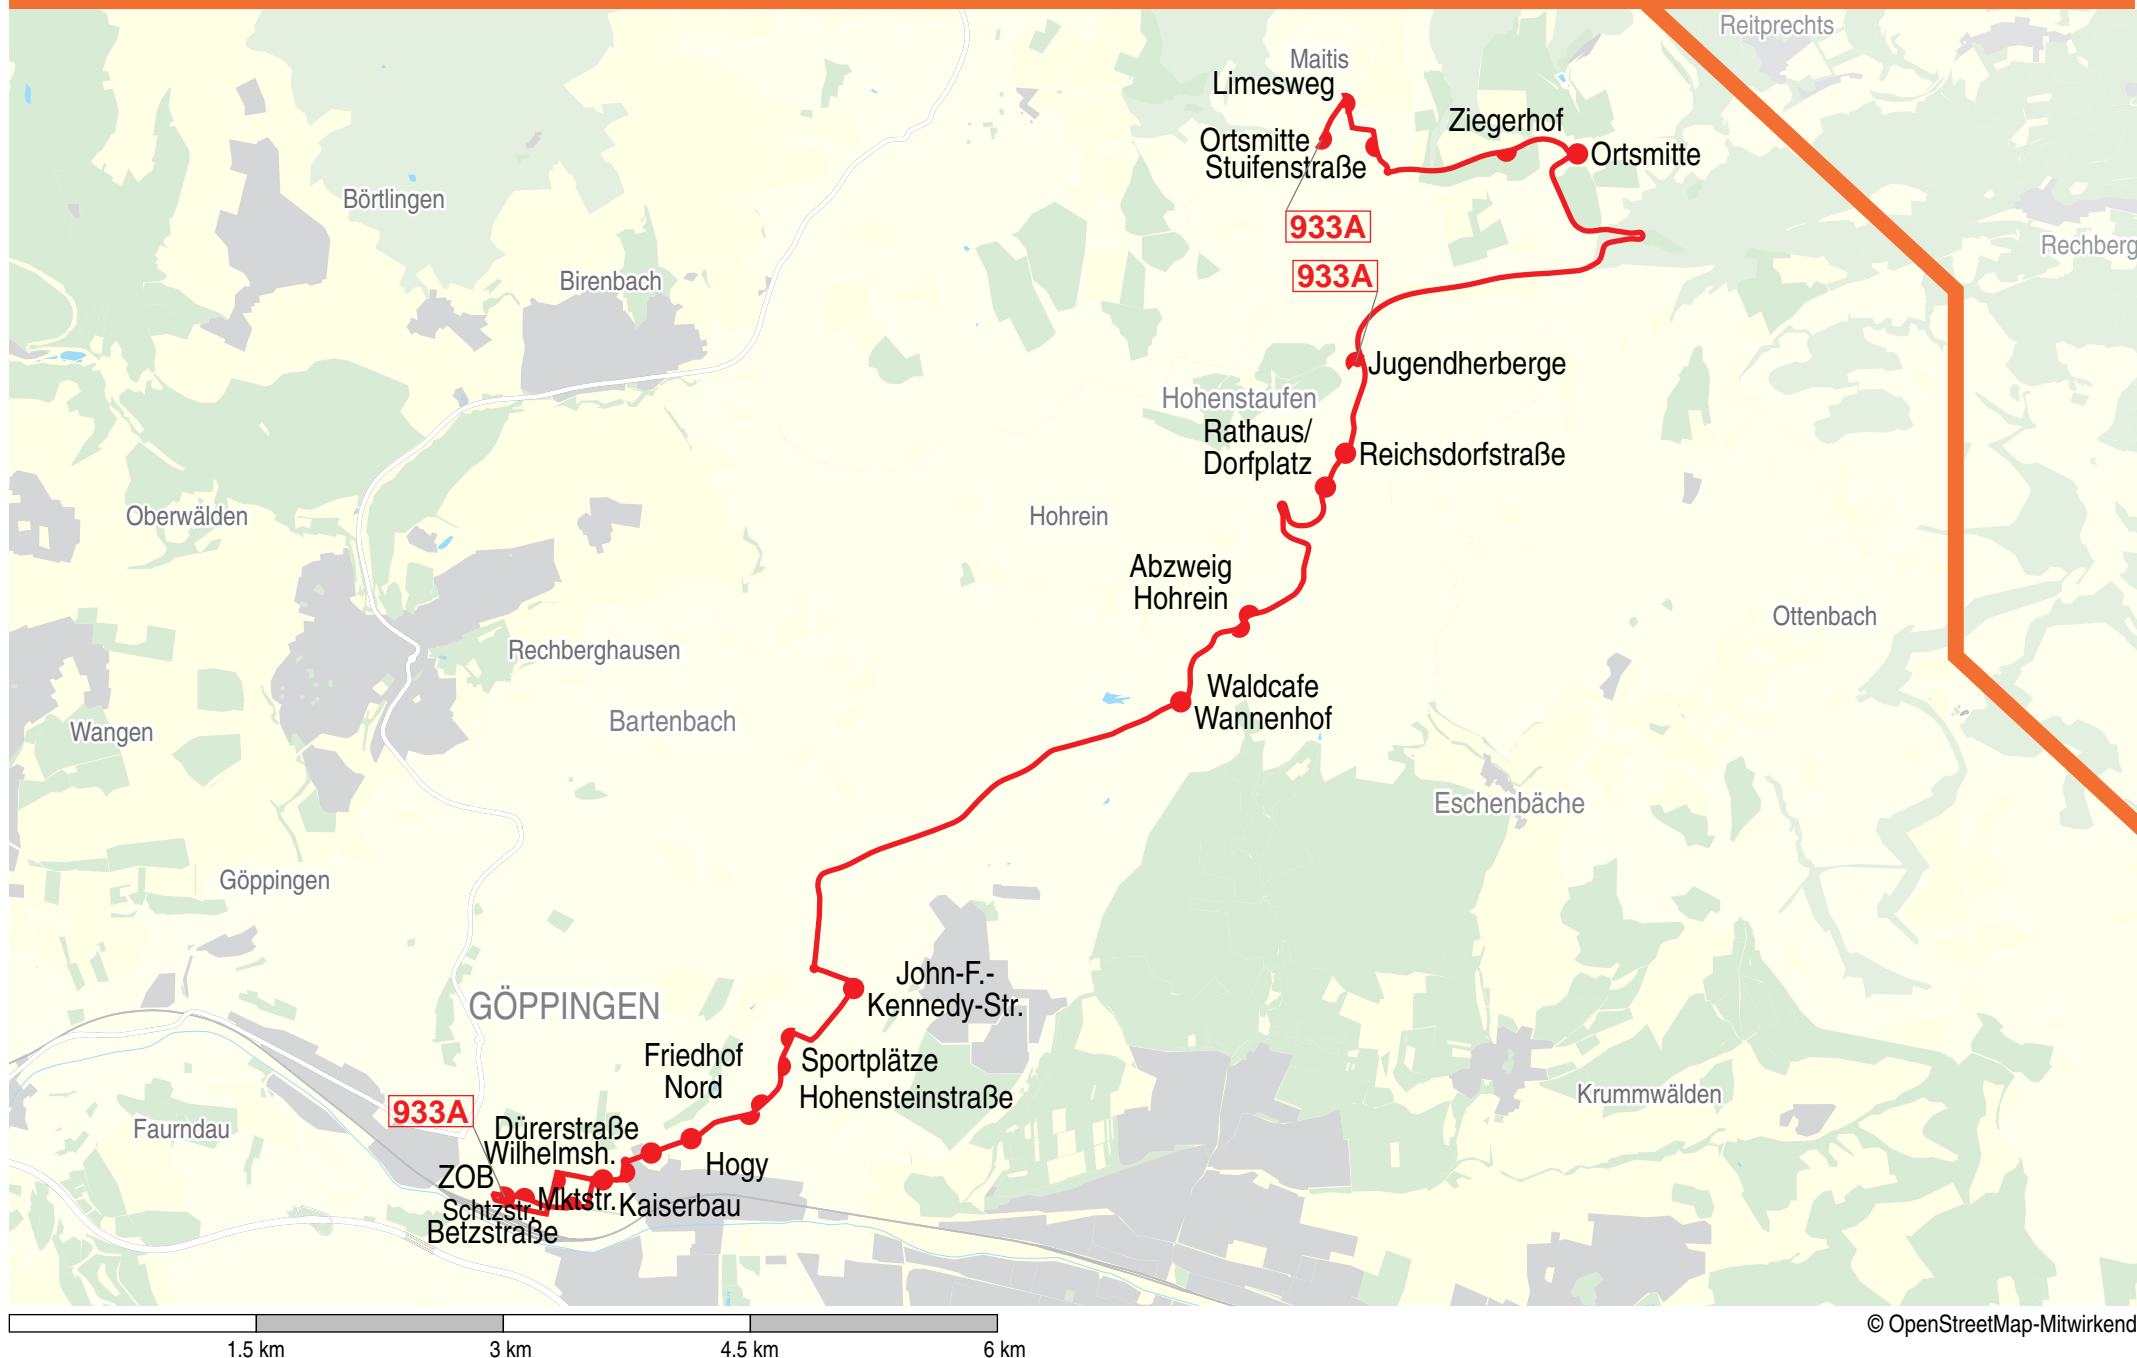 Reitprechts
Maitis
Limesweg
Ziegerhof
Ortsmitte
Ortsmitte
Stuifenstraße
Börtlingen
933A
Rechberg
933A
Birenbach
Jugendherberge
Hohenstaufen
Rathaus/
Dorfplatz
Reichsdorfstraße
Oberwälden
Hohrein
Abzweig
Hohrein
Ottenbach
Rechberghausen
Waldcafe
Wannenhof
Bartenbach
Wangen
Eschenbäche
Göppingen
John-F.-
Kennedy-Str.
GÖPPINGEN
Friedhof
Nord
Sportplätze
Hohensteinstraße
Krummwälden
933A
Faurndau
Dürerstraße
Wilhelmsh.
Hogy
ZOB
Mktstr.
Kaiserbau
Schtzstr.
Betzstraße
© OpenStreetMap-Mitwirkend
1.5 km
3 km
4.5 km
6 km